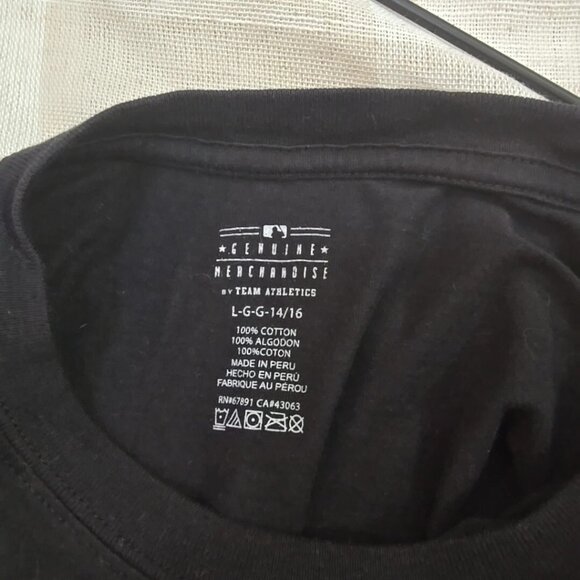 GENUINE
MERCHANDISE
BY TEAM ATHLETICS
L-G-G-14/16
100% COTTON
100% ALGODON
100%COTON
MADE IN PERU
HECHO EN PERÚ
FABRIQUE AU PÉROU
RN#67891 CA#43063